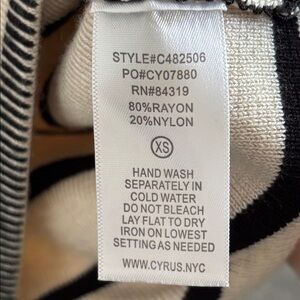 STYLE#C482506
PO#CY07880
RN#84319
80%RAYON
20%NYLON
XS
HAND WASH
SEPARATELY IN
COLD WATER
DO NOT BLEACH
LAY FLAT TO DRY
IRON ON LOWEST
SETTING AS NEEDED
WWW.CYRUS.NYC